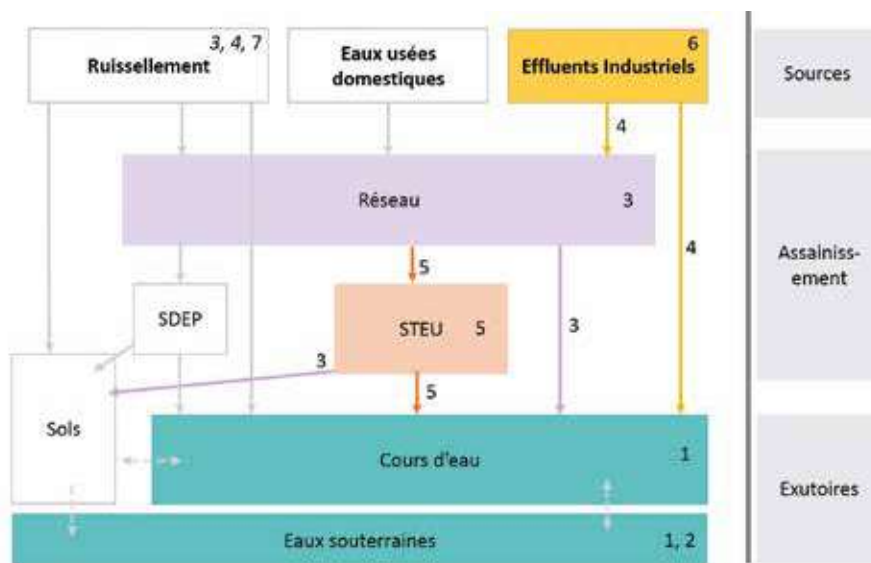 3, 4, 7
Ruissellement
Eaux usées
domestiques
6
Effluents Industriels
Sources
4
Réseau
3
4
Assainiss-
ement
5
SDEP
STEU
5
3
3
5
Sols
Cours d'eau
1
Exutoires
Eaux souterraines
1, 2